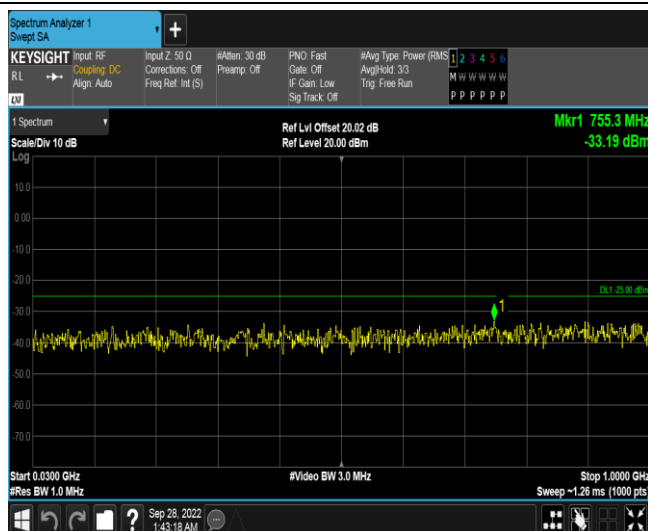 Spectrum Analyzer 1
Swept SA
KEYSIGHT
RL
LXI
Input: RF
Coupling: DC
Align: Auto
Input Z: 50 Ω
Corrections: Off
Freq Ref: Int (S)
#Atten: 30 dB
Preamp: Off
PNO: Fast
Gate: Off
IF Gain: Low
Sig Track: Off
#Avg Type: Power (RMS
Avg|Hold: 3/3
Trig: Free Run
1 2 3 4 5 6
M W W W W W
P P P P P P
1 Spectrum
Scale/Div 10 dB
Ref Lvl Offset 20.02 dB
Ref Level 20.00 dBm
Mkr1 755.3 MHz
-33.19 dBm
Log
10.0
0.00
-10.0
-20.0
DL1 -25.00 dBm
1
-30.0
-40.0
-50.0
-60.0
-70.0
Start 0.0300 GHz
#Res BW 1.0 MHz
#Video BW 3.0 MHz
Stop 1.0000 GHz
Sweep ~1.26 ms (1000 pts)
?
Sep 28, 2022
1:43:18 AM